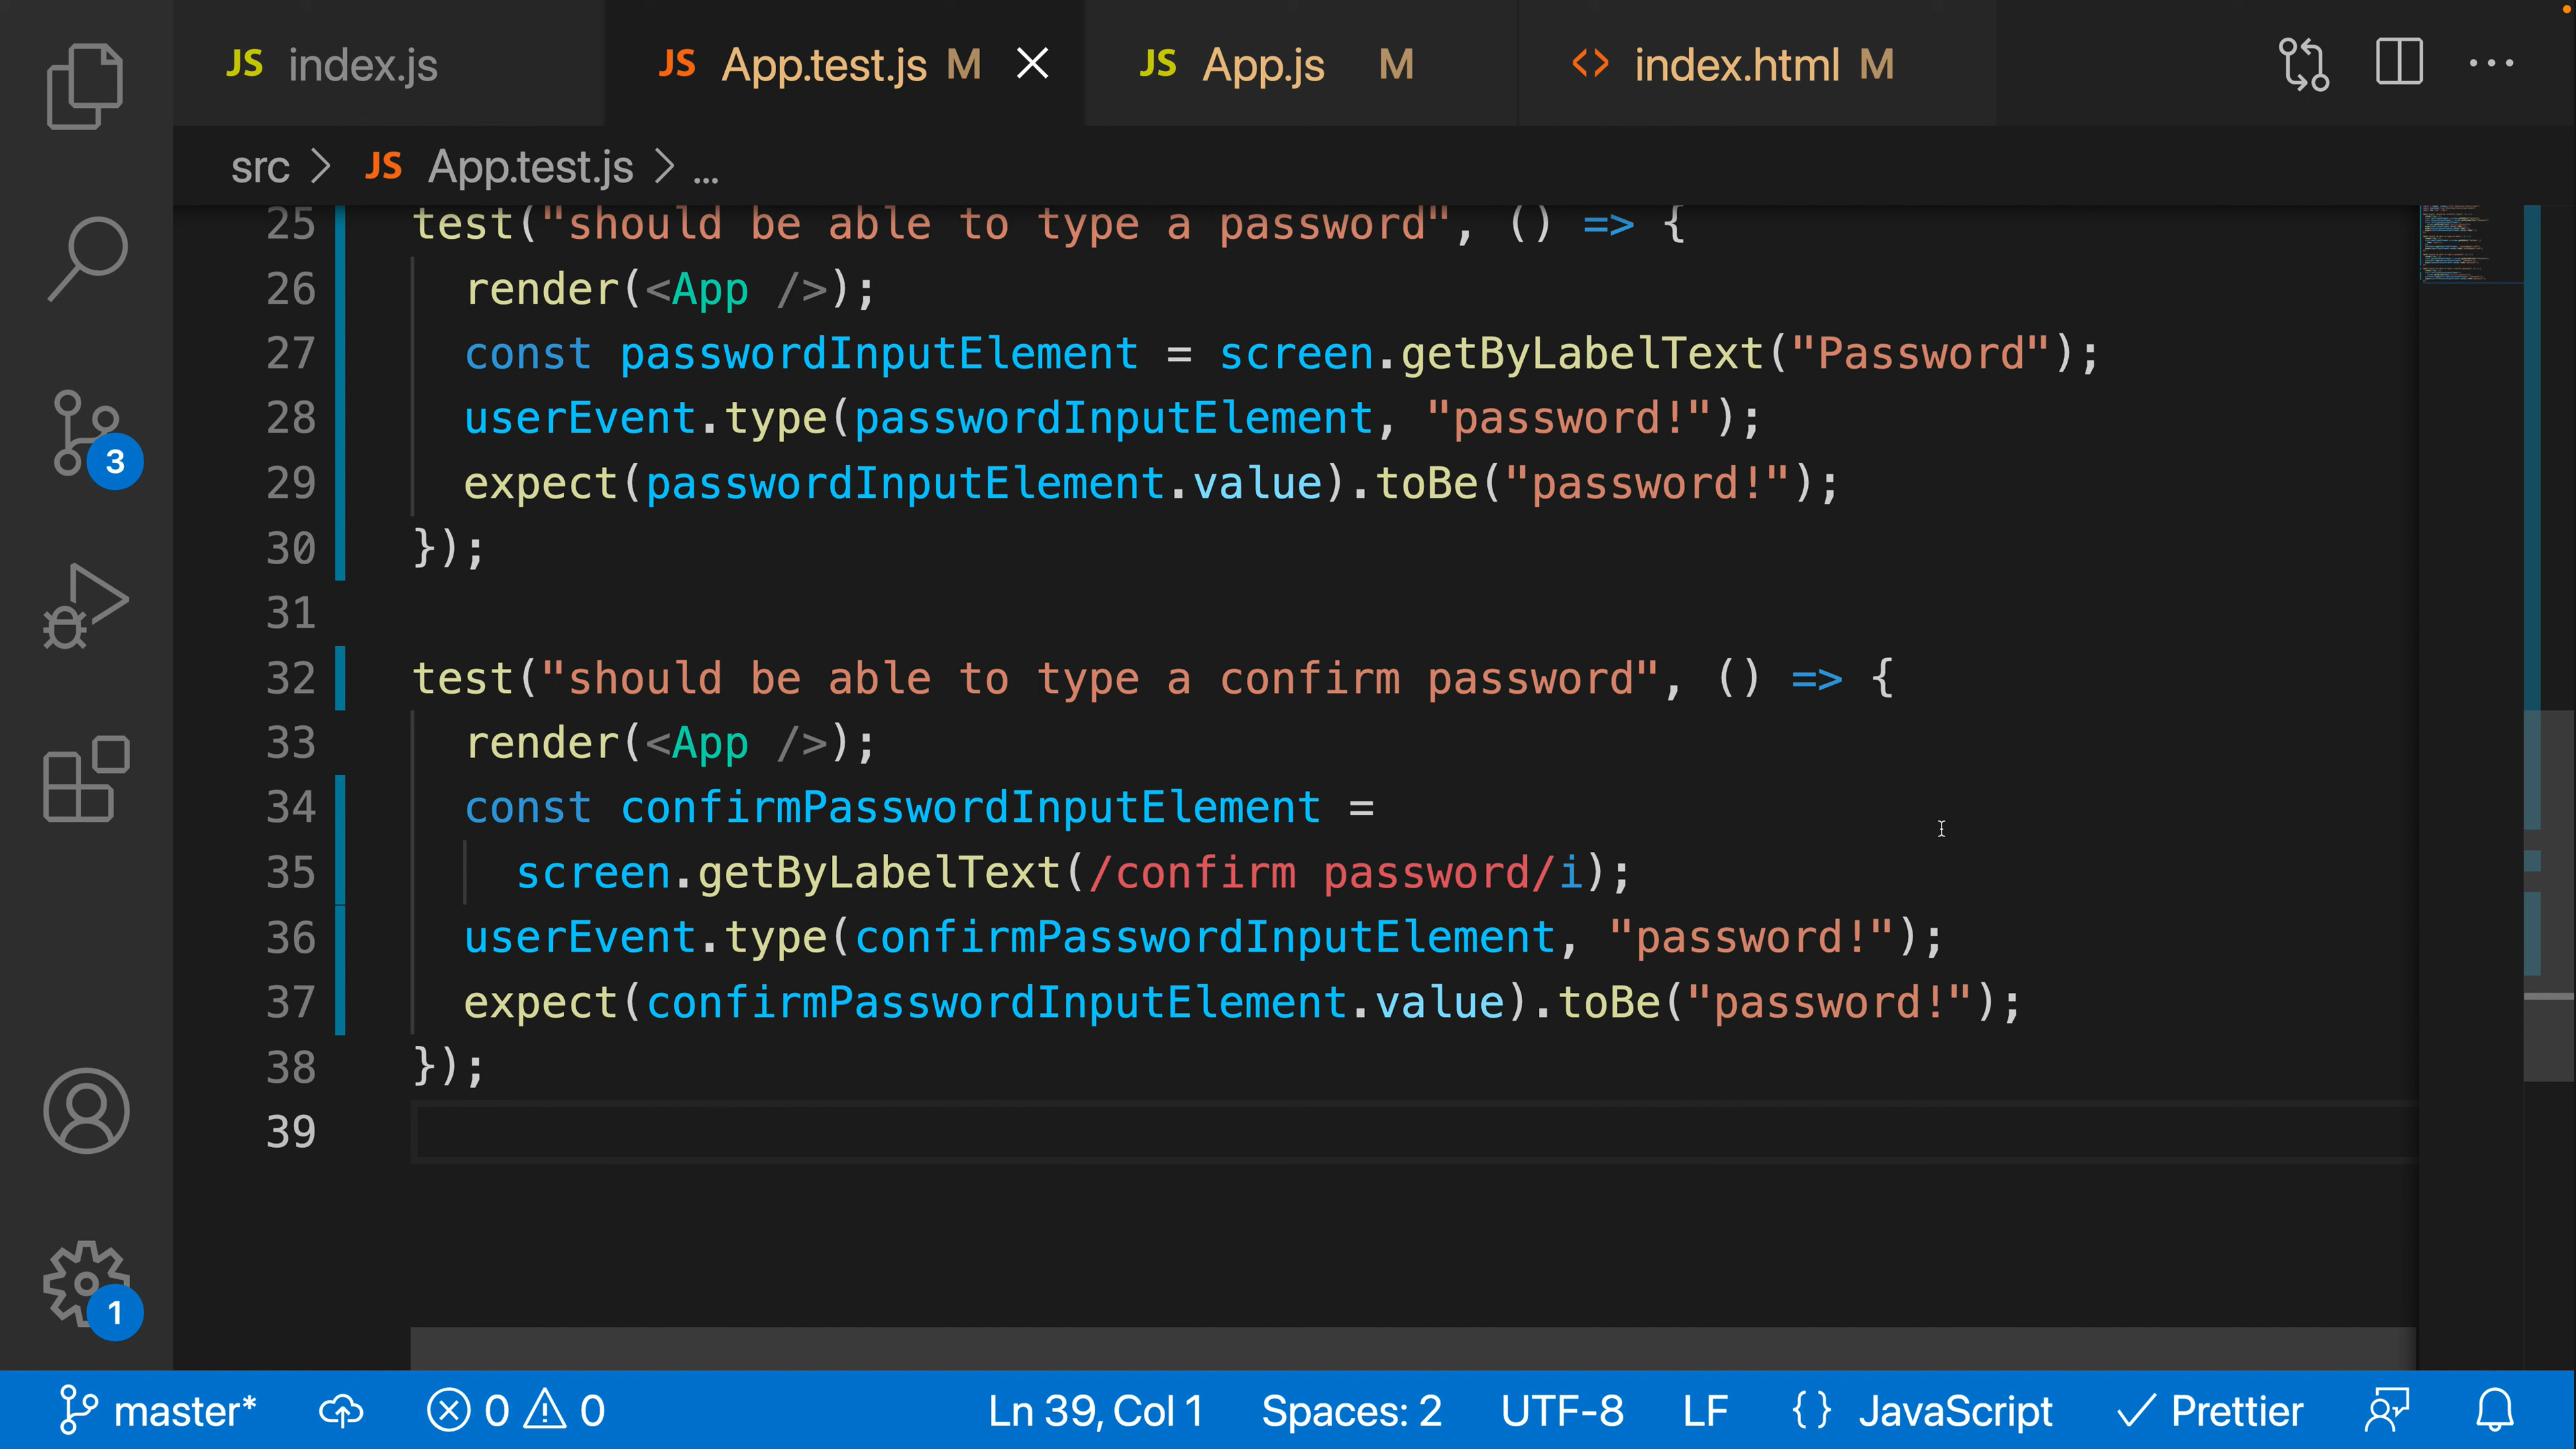 JS index.js JS App.test.js M JS App.js M <> index.html M
src > JS App.test.js > ...
25 test("should be able to type a password", () => {
26 render(<App />);
27 const passwordInputElement = screen.getByLabelText("Password");
28 userEvent.type(passwordInputElement, "password!");
29 expect(passwordInputElement.value).toBe("password!");
30 });
31
32 test("should be able to type a confirm password", () => {
33 render(<App />);
34 const confirmPasswordInputElement =
35 screen.getByLabelText(/confirm password/i);
36 userEvent.type(confirmPasswordInputElement, "password!");
37 expect(confirmPasswordInputElement.value).toBe("password!");
38 });
39
3
1
master* 0 0 Ln 39, Col 1 Spaces: 2 UTF-8 LF {} JavaScript Prettier